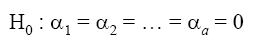 H₀ : α₁ = α₂ = … = αₐ = 0